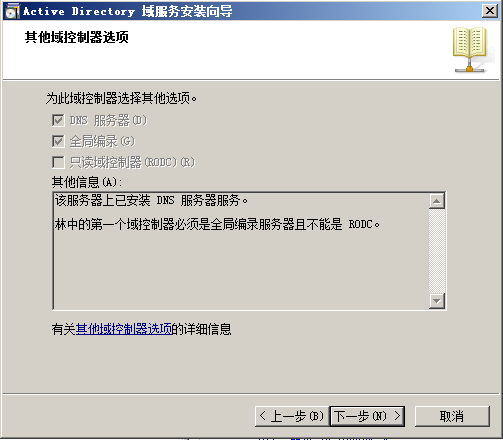 Active Directory 域服务安装向导
其他域控制器选项
为此域控制器选择其他选项。
DNS 服务器(D)
全局编录(G)
只读域控制器(RODC)(R)
其他信息(A):
该服务器上已安装 DNS 服务器服务。
林中的第一个域控制器必须是全局编录服务器且不能是 RODC。
有关其他域控制器选项的详细信息
< 上一步(B) 下一步(N) > 取消